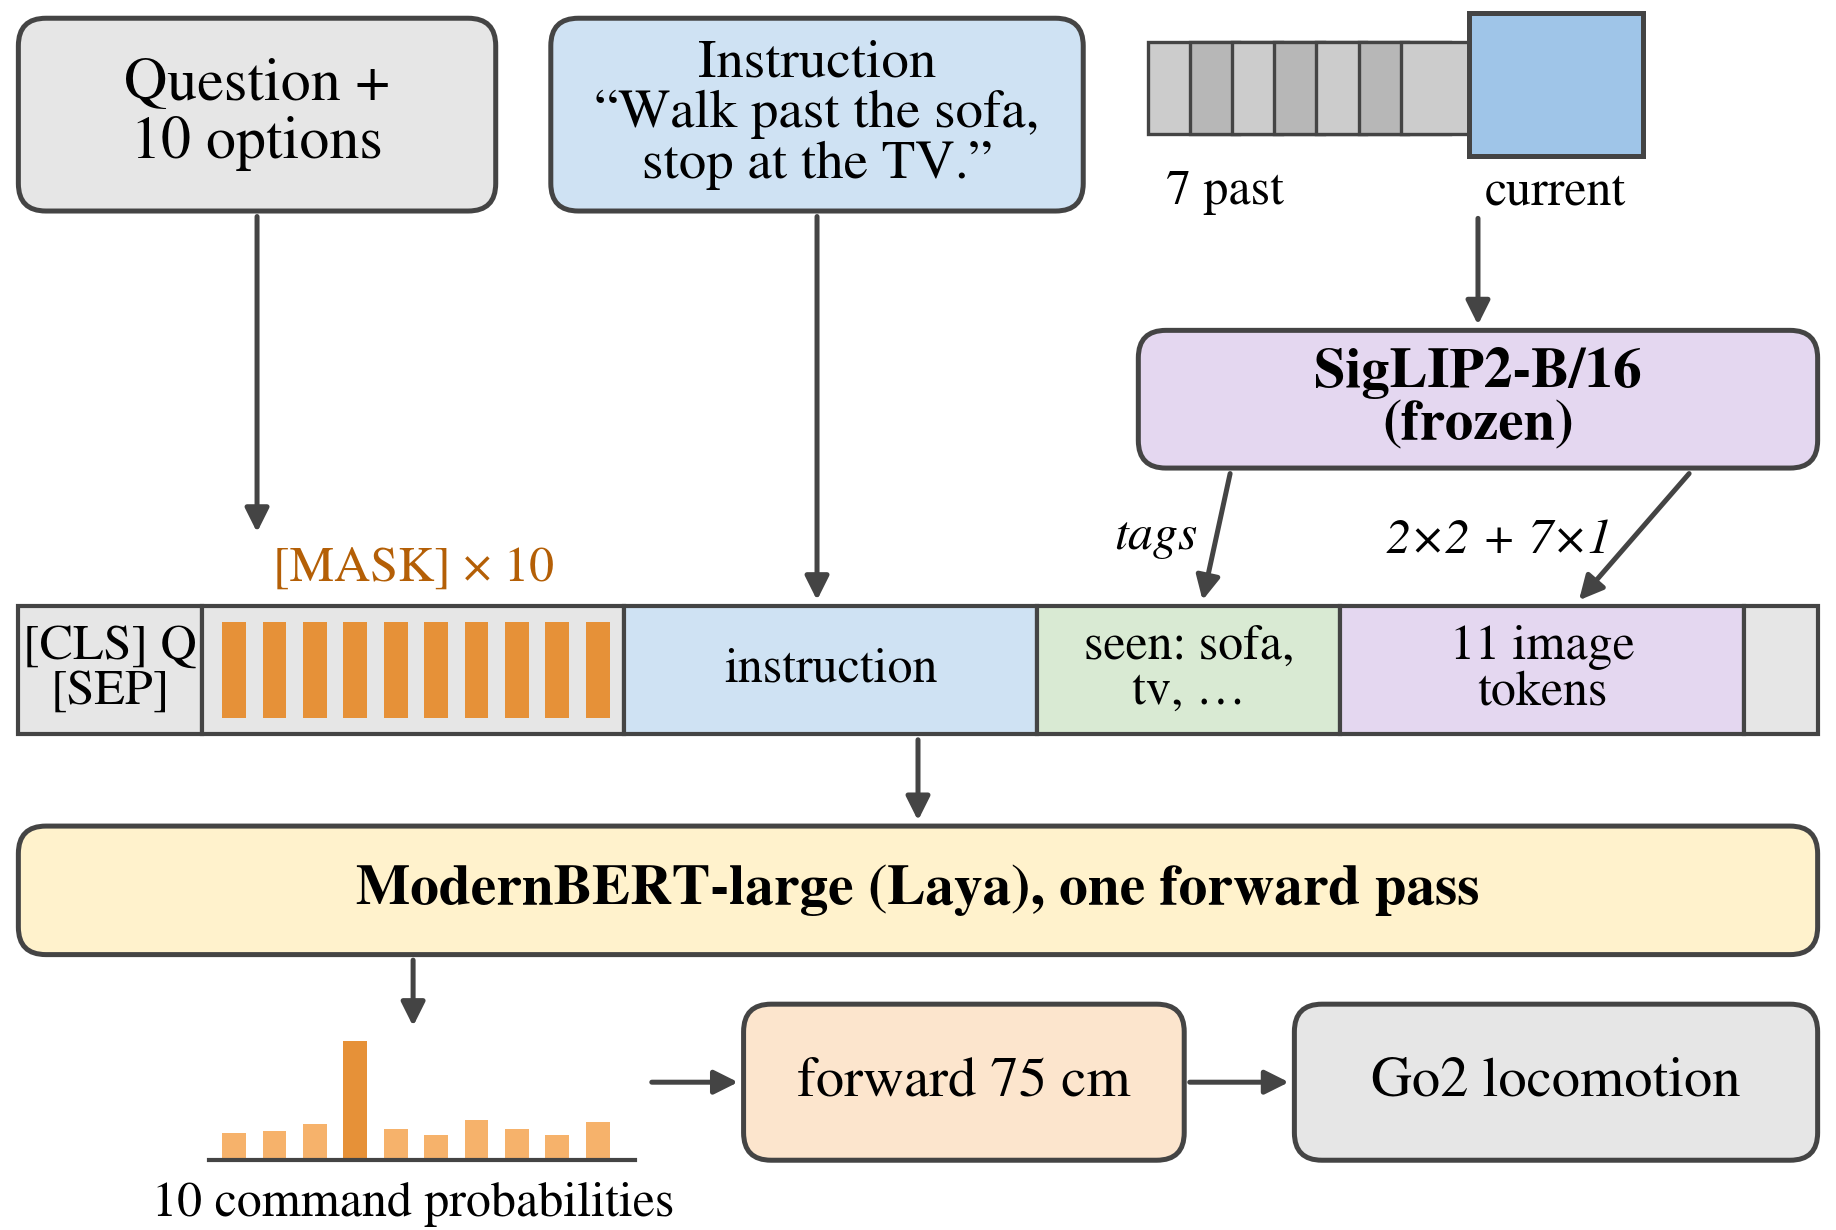 Question +
10 options
Instruction
“Walk past the sofa,
stop at the TV.”
7 past
current
SigLIP2-B/16
(frozen)
tags
2×2 + 7×1
[MASK] × 10
[CLS] Q
[SEP]
instruction
seen: sofa,
tv, …
11 image
tokens
ModernBERT-large (Laya), one forward pass
forward 75 cm
Go2 locomotion
10 command probabilities